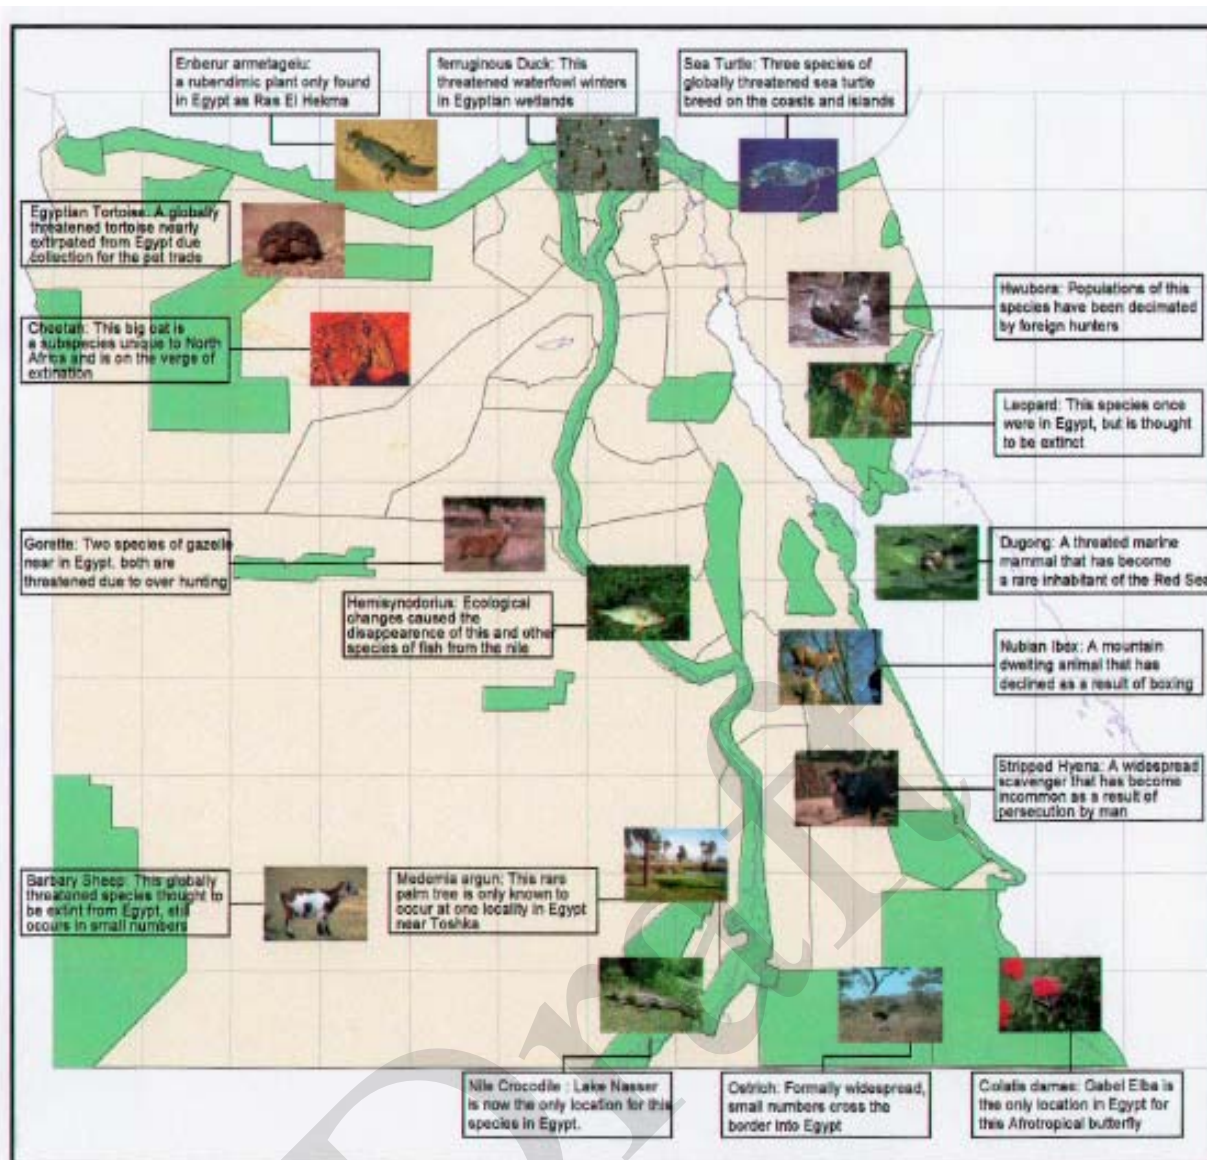 Enberur armetageiu:
a rubendimic plant only found
in Egypt as Ras El Hekma
ferruginous Duck: This
threatened waterfowl winters
in Egyptian wetlands
Sea Turtle: Three species of
globally threatened sea turtle
breed on the coasts and islands
Egyptian Tortoise: A globally
threatened tortoise nearly
extirpated from Egypt due
collection for the pet trade
Hwubora: Populations of this
species have been decimated
by foreign hunters
Cheetan: This big cat is
a subspecies unique to North
Africa and is on the verge of
extination
Leopard: This species once
were in Egypt, but is thought
to be extinct
Gorette: Two species of gazelle
near in Egypt, both are
threatened due to over hunting
Dugong: A threated marine
mammal that has become
a rare inhabitant of the Red Sea
Hemisynodorius: Ecological
changes caused the
disappearence of this and other
species of fish from the nile
Nubian Ibex: A mountain
dwelting animal that has
declined as a result of boxing
Stripped Hyena: A widespread
scavenger that has become
incommon as a result of
persecution by man
Barbary Sheep: This globally
threatened species thought to
be extint from Egypt, still
occurs in small numbers
Medemia argun: This rare
palm tree is only known to
occur at one locality in Egypt
near Toshka
Nile Crocodile : Lake Nasser
is now the only location for this
species in Egypt.
Ostrich: Formally widespread,
small numbers cross the
border into Egypt
Colatis damas: Gabel Elba is
the only location in Egypt for
this Afrotropical butterfly
Draft